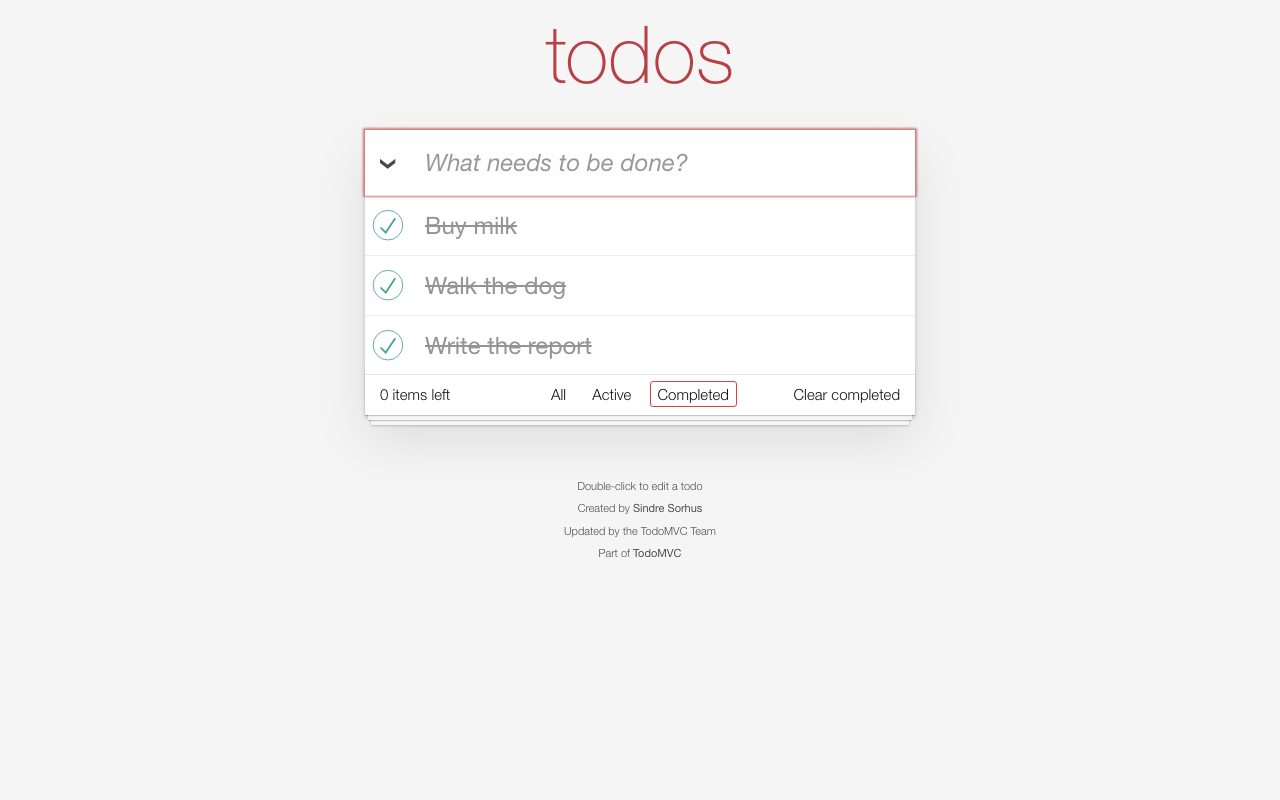 todos
What needs to be done?
Buy milk
Walk the dog
Write the report
0 items left All Active Completed Clear completed
Double-click to edit a todo
Created by Sindre Sorhus
Updated by the TodoMVC Team
Part of TodoMVC